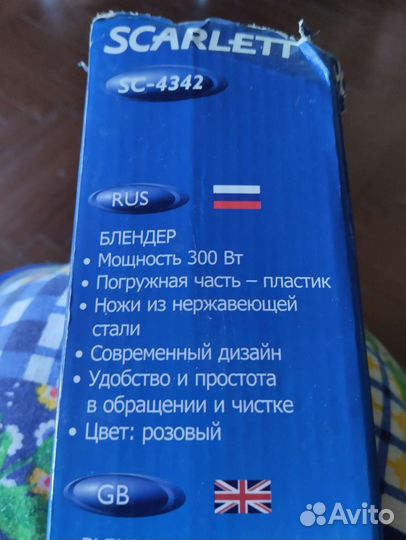 SCARLETT
SC-4342
RUS
БЛЕНДЕР
• Мощность 300 Вт
• Погружная часть – пластик
• Ножи из нержавеющей
стали
• Современный дизайн
• Удобство и простота
в обращении и чистке
• Цвет: розовый
GB
Avito